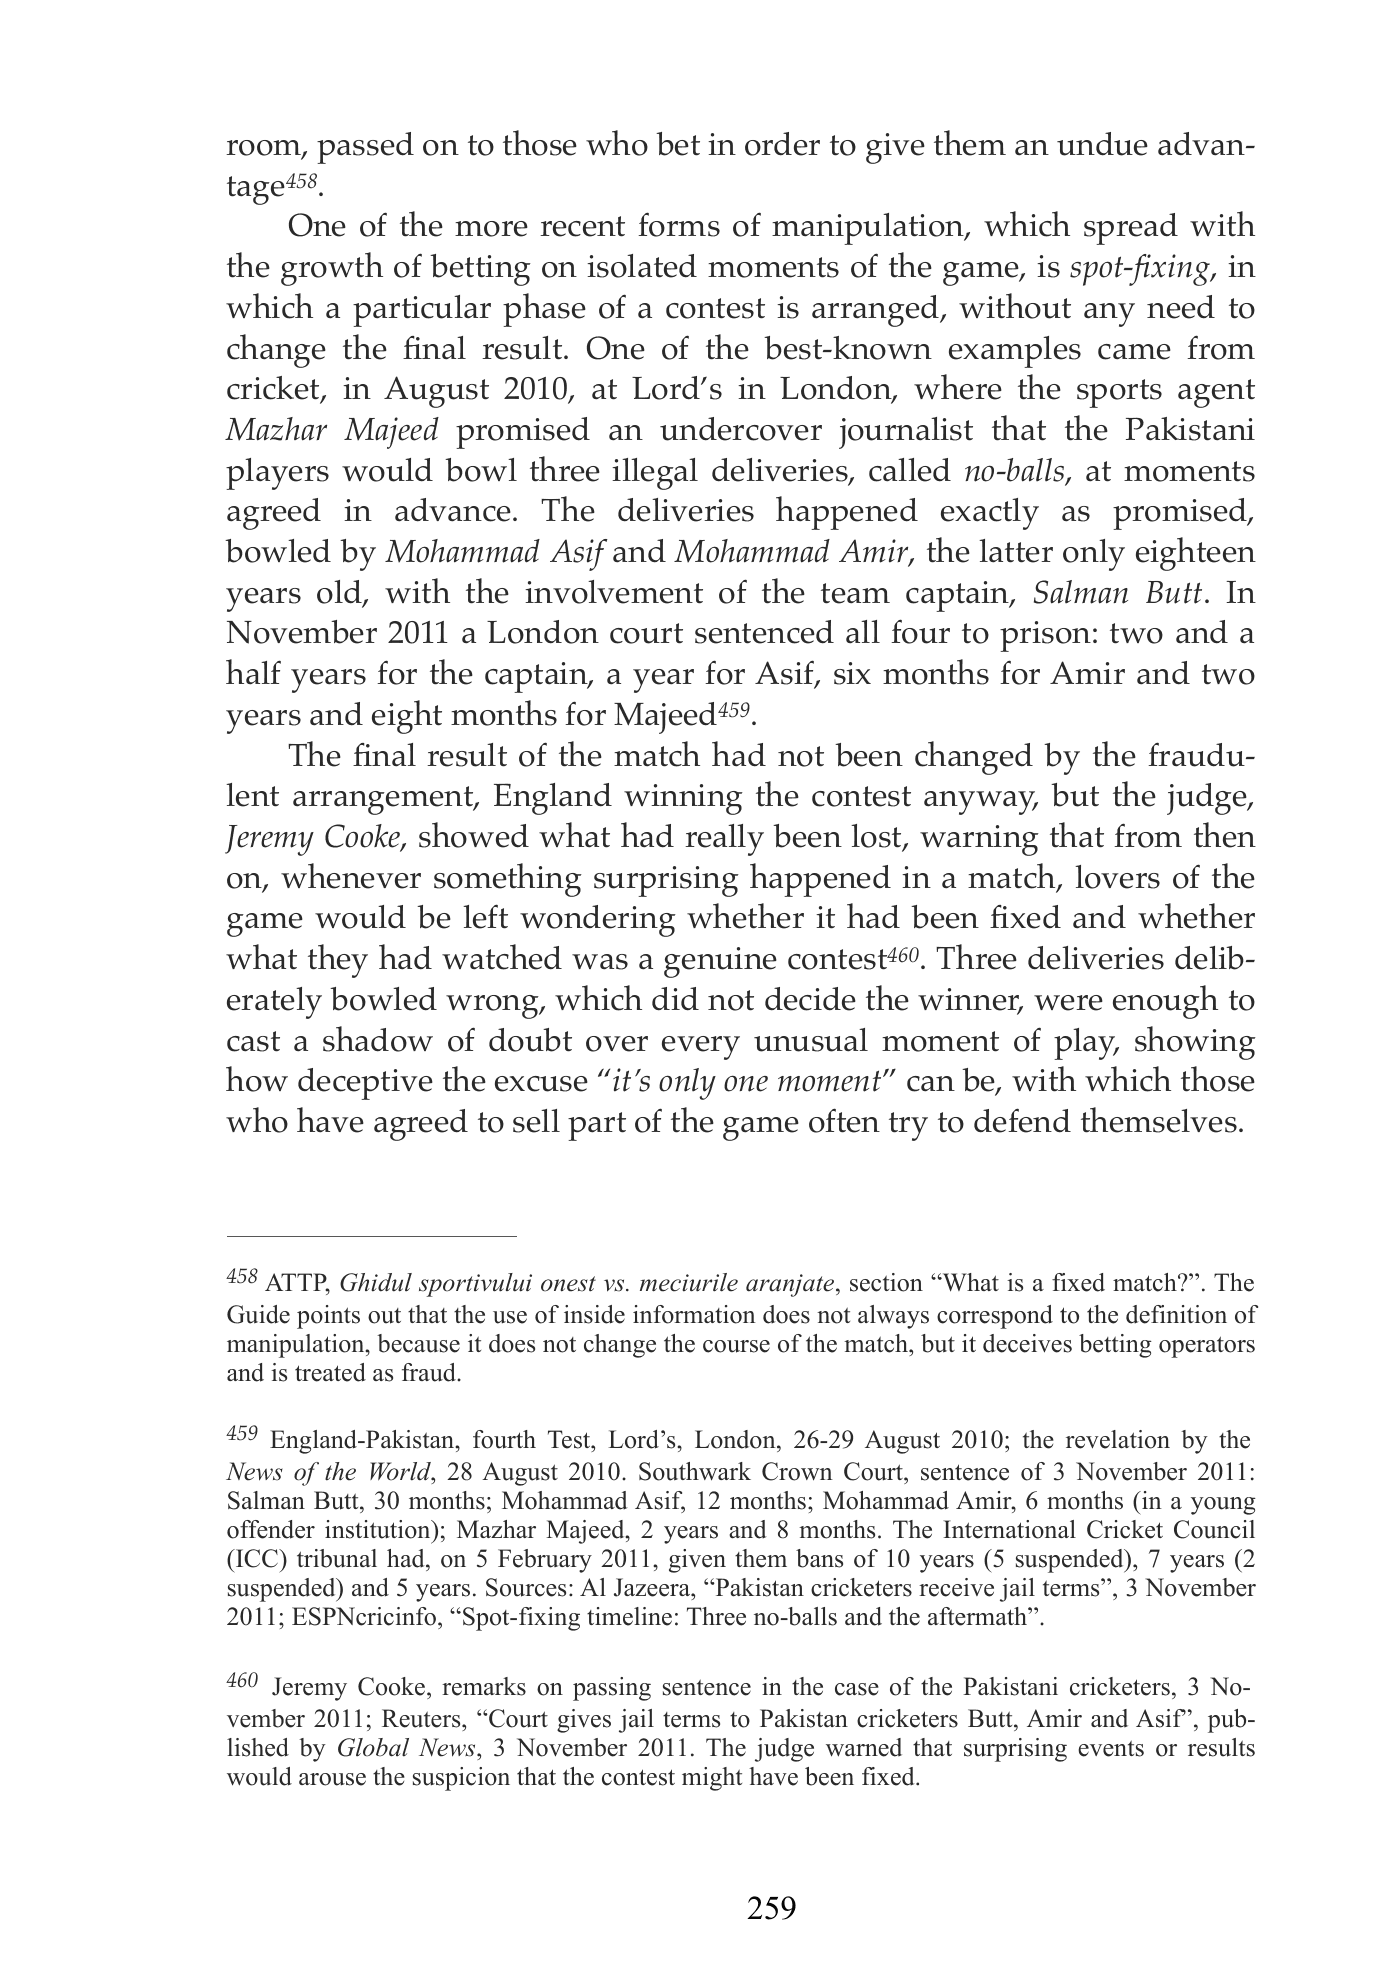 room, passed on to those who bet in order to give them an undue advan-
tage458.
One of the more recent forms of manipulation, which spread with
the growth of betting on isolated moments of the game, is spot-fixing, in
which a particular phase of a contest is arranged, without any need to
change the final result. One of the best-known examples came from
cricket, in August 2010, at Lord’s in London, where the sports agent
Mazhar Majeed promised an undercover journalist that the Pakistani
players would bowl three illegal deliveries, called no-balls, at moments
agreed in advance. The deliveries happened exactly as promised,
bowled by Mohammad Asif and Mohammad Amir, the latter only eighteen
years old, with the involvement of the team captain, Salman Butt. In
November 2011 a London court sentenced all four to prison: two and a
half years for the captain, a year for Asif, six months for Amir and two
years and eight months for Majeed459.
The final result of the match had not been changed by the fraudu-
lent arrangement, England winning the contest anyway, but the judge,
Jeremy Cooke, showed what had really been lost, warning that from then
on, whenever something surprising happened in a match, lovers of the
game would be left wondering whether it had been fixed and whether
what they had watched was a genuine contest460. Three deliveries delib-
erately bowled wrong, which did not decide the winner, were enough to
cast a shadow of doubt over every unusual moment of play, showing
how deceptive the excuse “it’s only one moment” can be, with which those
who have agreed to sell part of the game often try to defend themselves.
458 ATTP, Ghidul sportivului onest vs. meciurile aranjate, section “What is a fixed match?”. The
Guide points out that the use of inside information does not always correspond to the definition of
manipulation, because it does not change the course of the match, but it deceives betting operators
and is treated as fraud.
459 England-Pakistan, fourth Test, Lord’s, London, 26-29 August 2010; the revelation by the
News of the World, 28 August 2010. Southwark Crown Court, sentence of 3 November 2011:
Salman Butt, 30 months; Mohammad Asif, 12 months; Mohammad Amir, 6 months (in a young
offender institution); Mazhar Majeed, 2 years and 8 months. The International Cricket Council
(ICC) tribunal had, on 5 February 2011, given them bans of 10 years (5 suspended), 7 years (2
suspended) and 5 years. Sources: Al Jazeera, “Pakistan cricketers receive jail terms”, 3 November
2011; ESPNcricinfo, “Spot-fixing timeline: Three no-balls and the aftermath”.
460 Jeremy Cooke, remarks on passing sentence in the case of the Pakistani cricketers, 3 No-
vember 2011; Reuters, “Court gives jail terms to Pakistan cricketers Butt, Amir and Asif”, pub-
lished by Global News, 3 November 2011. The judge warned that surprising events or results
would arouse the suspicion that the contest might have been fixed.
259